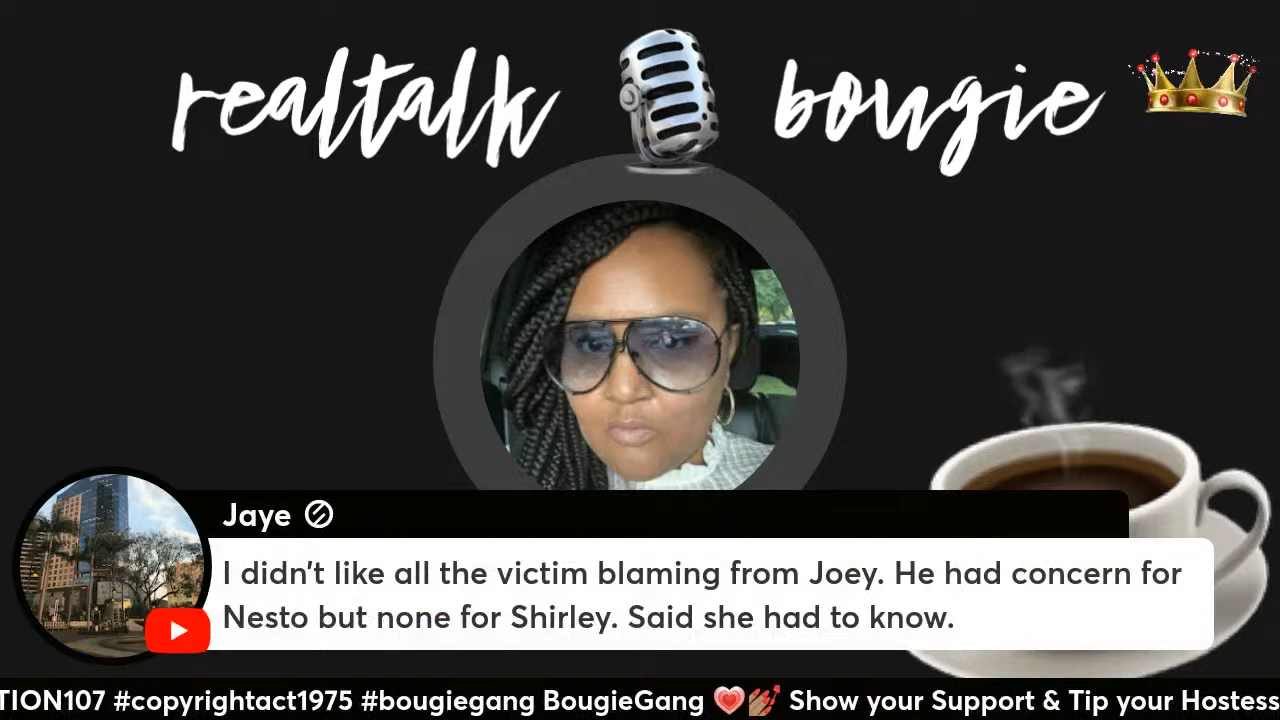 realtalk bougie
Jaye
I didn't like all the victim blaming from Joey. He had concern for
Nesto but none for Shirley. Said she had to know.
TION107 #copyrightact1975 #bougiegang BougieGang 💗💅🏽 Show your Support & Tip your Hostess